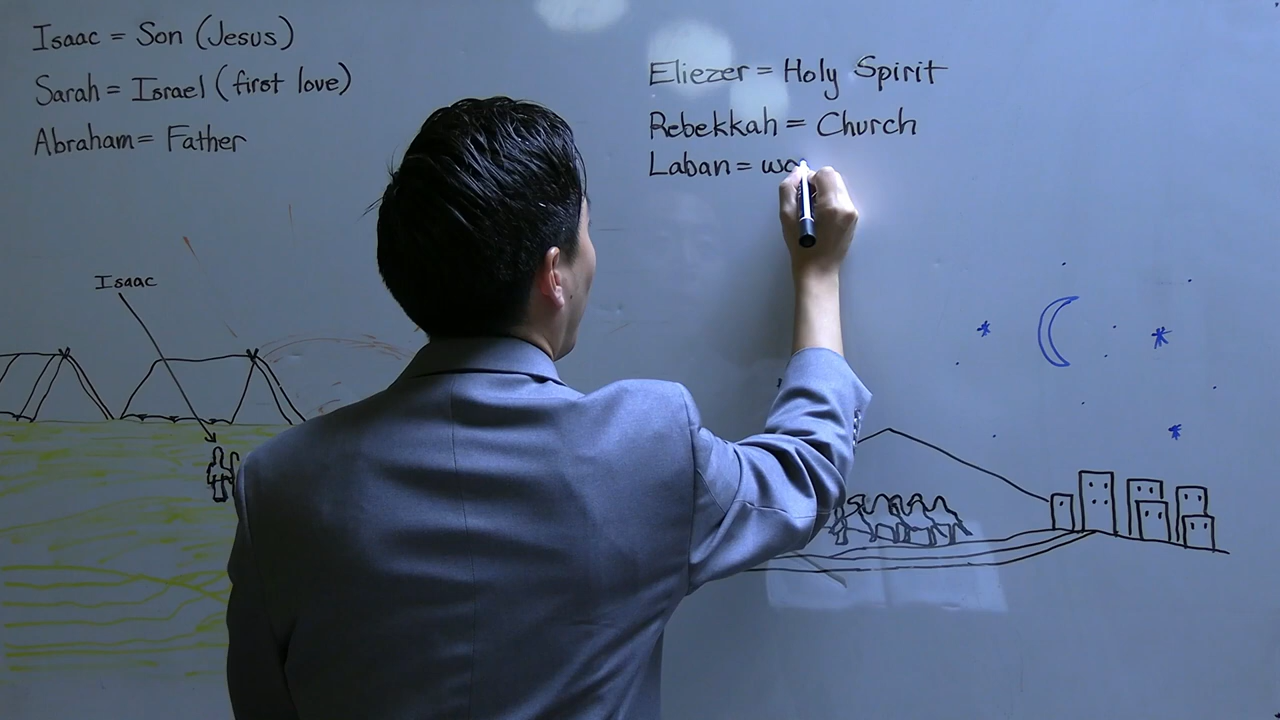 Isaac = Son (Jesus)
Sarah = Israel (first love)
Abraham = Father
Eliezer = Holy Spirit
Rebekkah = Church
Laban =
Isaac